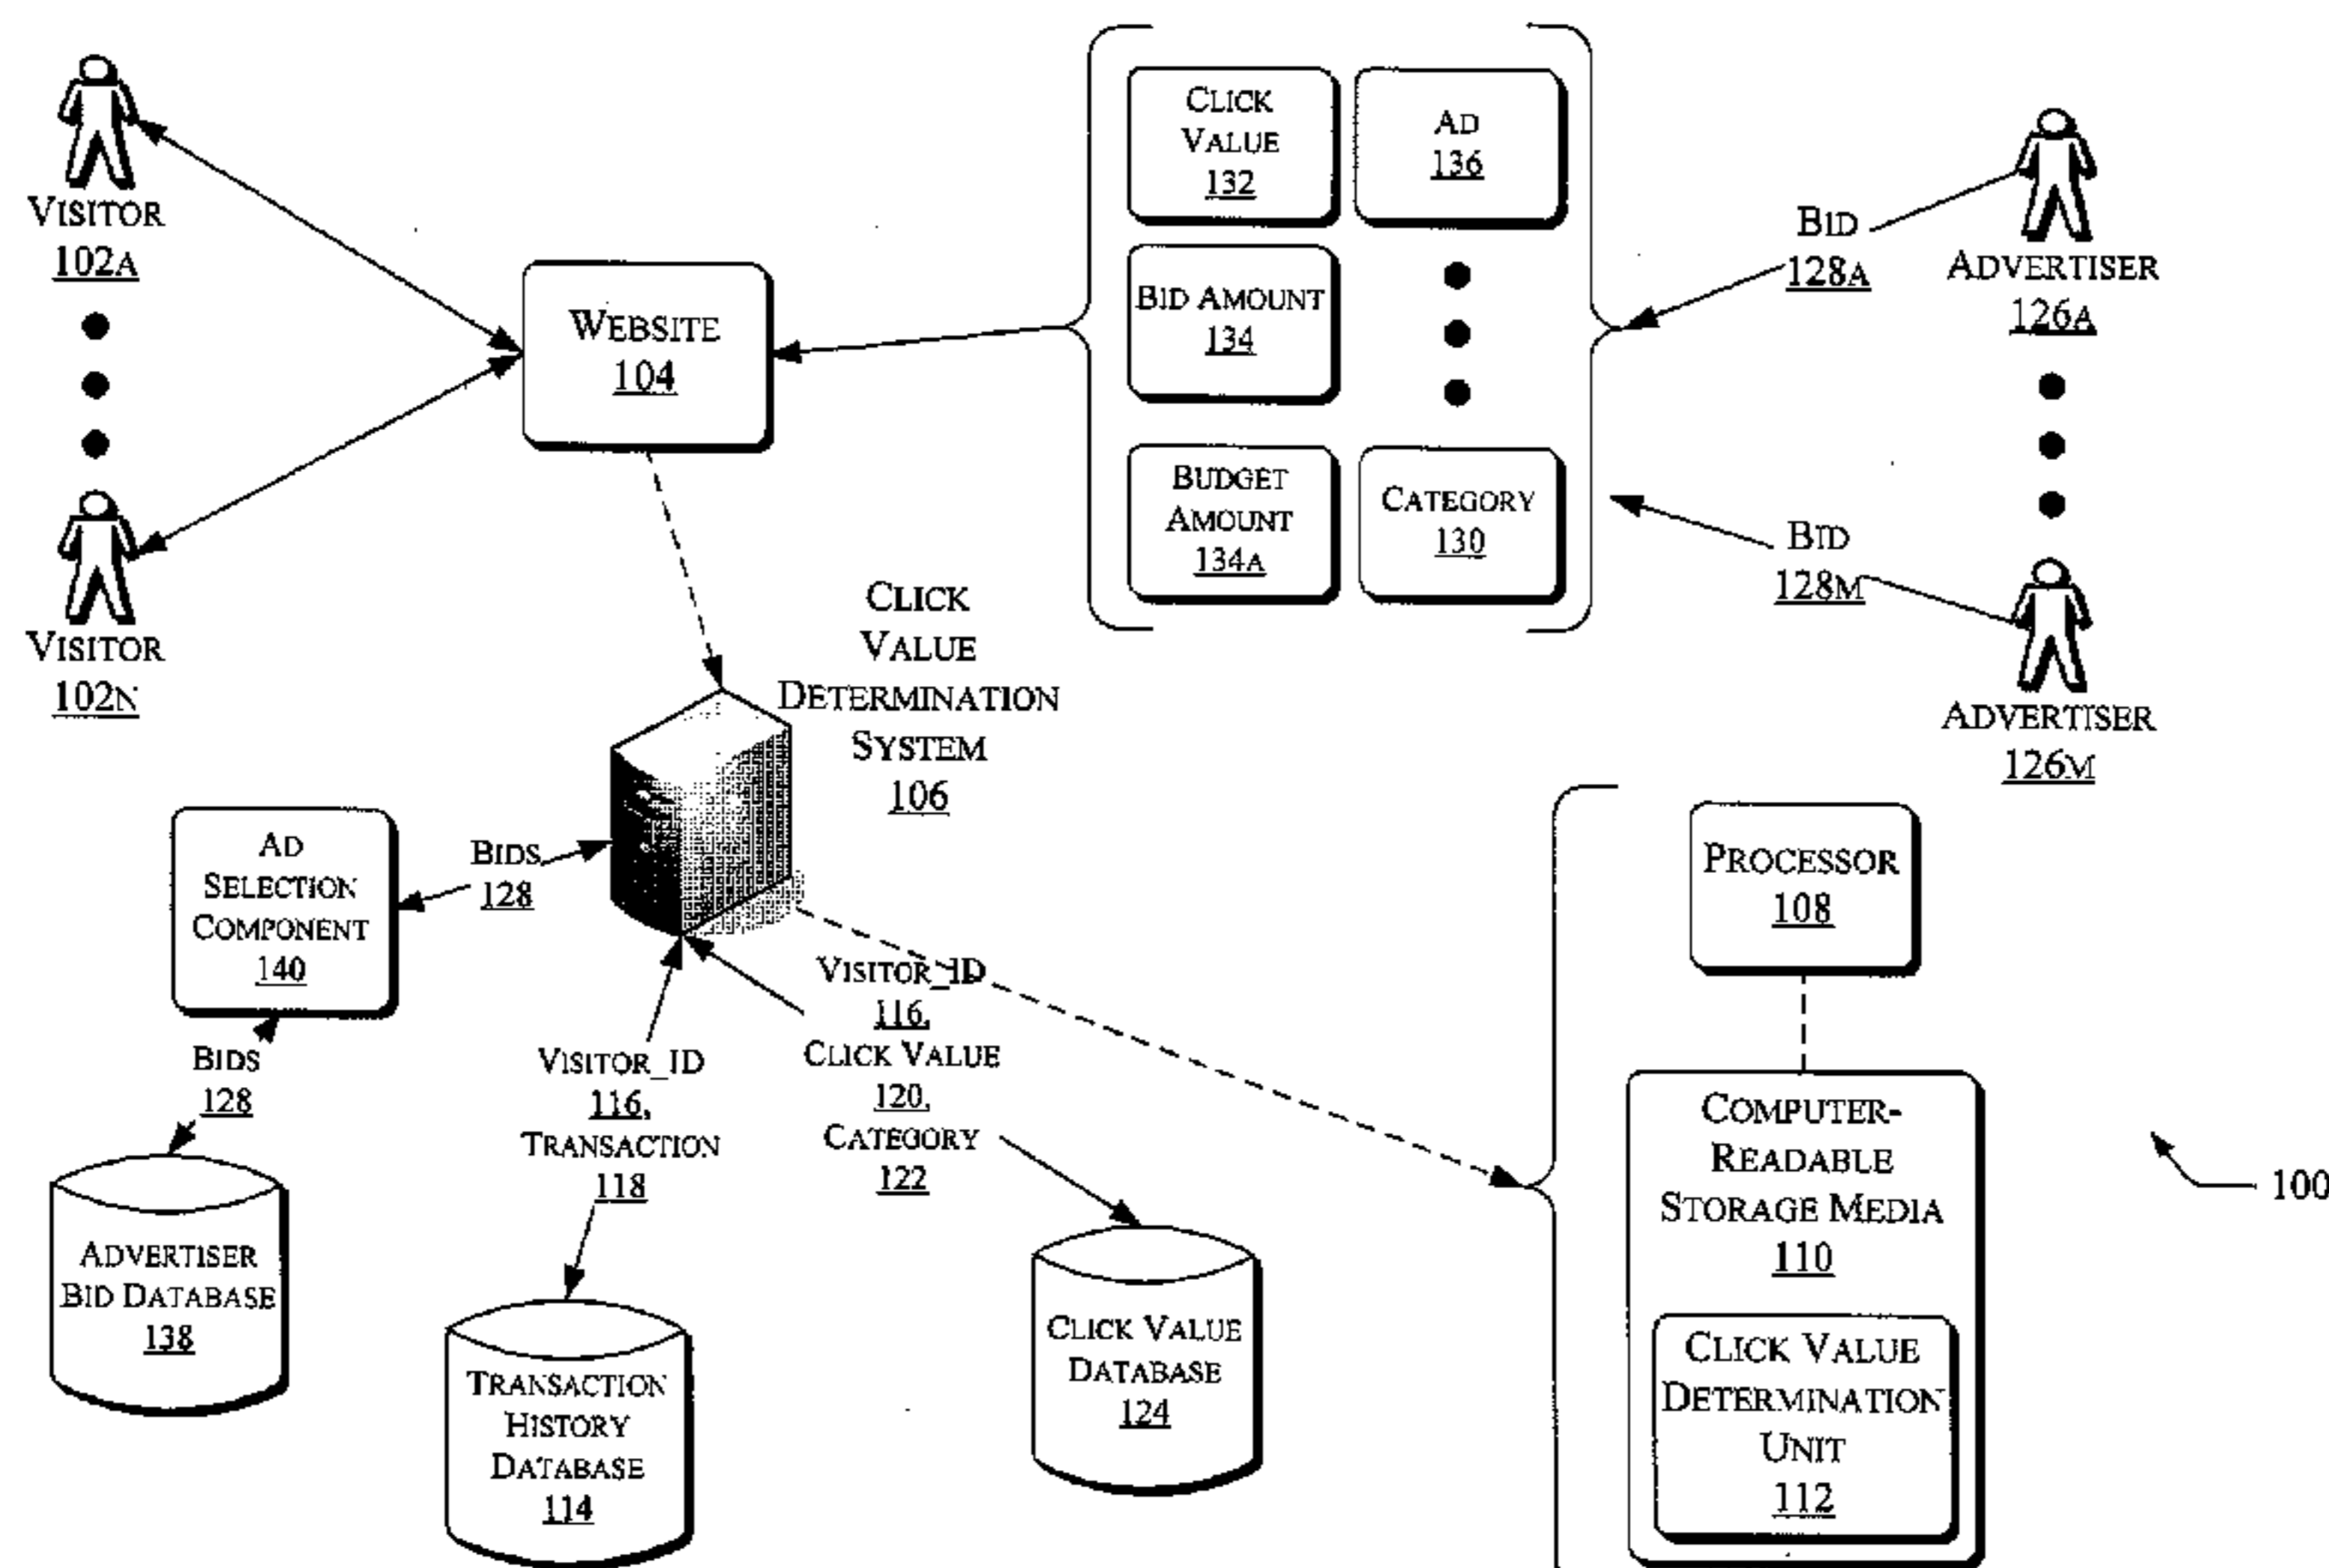 VISITOR
102A
VISITOR
102N
WEBSITE
104
CLICK
VALUE
132
AD
136
BID AMOUNT
134
BUDGET
AMOUNT
134A
CATEGORY
130
BID
128A
BID
128M
ADVERTISER
126A
ADVERTISER
126M
CLICK
VALUE
DETERMINATION
SYSTEM
106
AD
SELECTION
COMPONENT
140
BIDS
128
BIDS
128
ADVERTISER
BID DATABASE
138
VISITOR_ID
116,
TRANSACTION
118
TRANSACTION
HISTORY
DATABASE
114
VISITOR_ID
116,
CLICK VALUE
120,
CATEGORY
122
CLICK VALUE
DATABASE
124
PROCESSOR
108
COMPUTER-
READABLE
STORAGE MEDIA
110
CLICK VALUE
DETERMINATION
UNIT
112
100